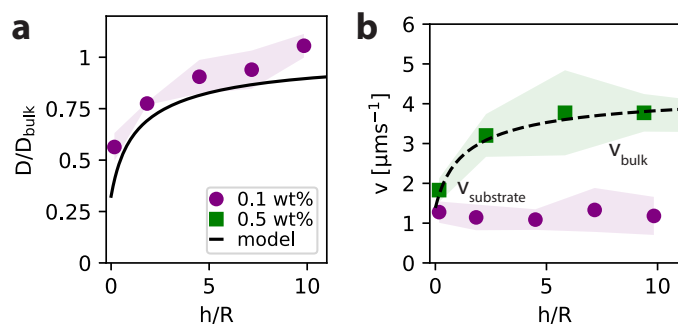 a
D/D_bulk
1
0.75
0.5
0.25
0
0
5
10
h/R
0.1 wt%
0.5 wt%
model
b
v [μms⁻¹]
6
5
4
3
2
1
0
0
5
10
h/R
v_bulk
v_substrate